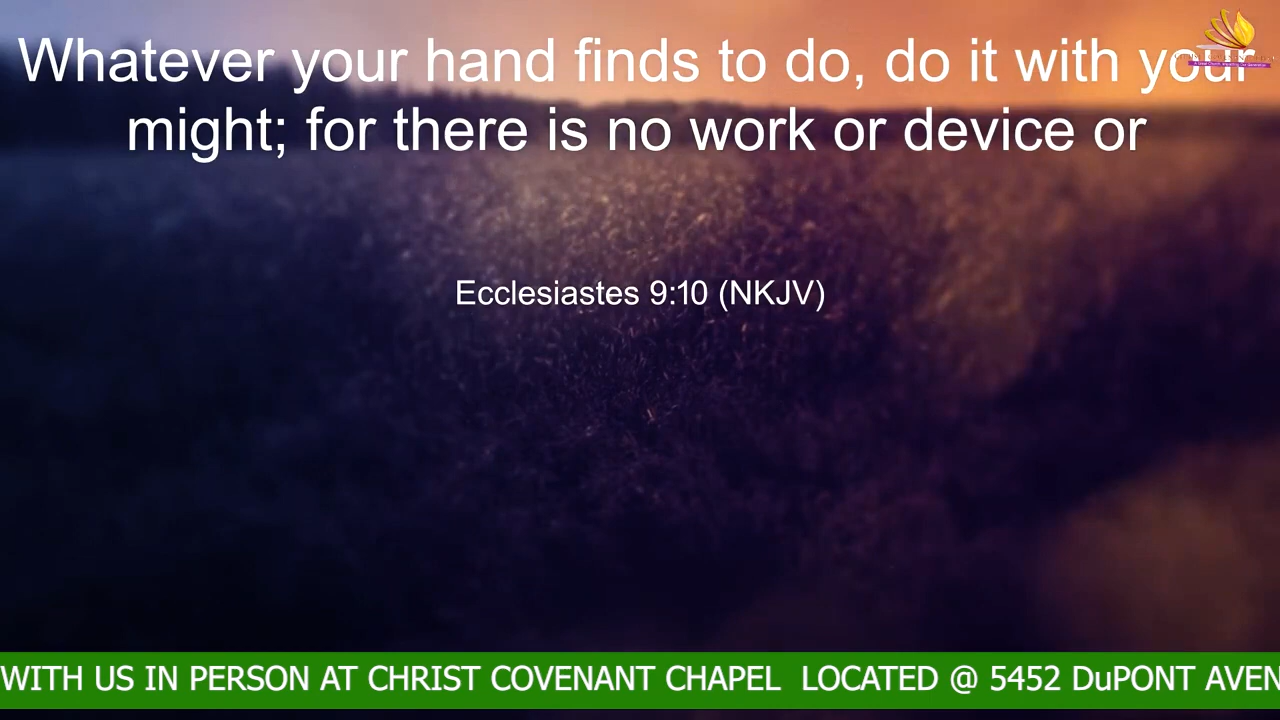 Whatever your hand finds to do, do it with your
might; for there is no work or device or
Ecclesiastes 9:10 (NKJV)
WITH US IN PERSON AT CHRIST COVENANT CHAPEL LOCATED @ 5452 DuPONT AVEN